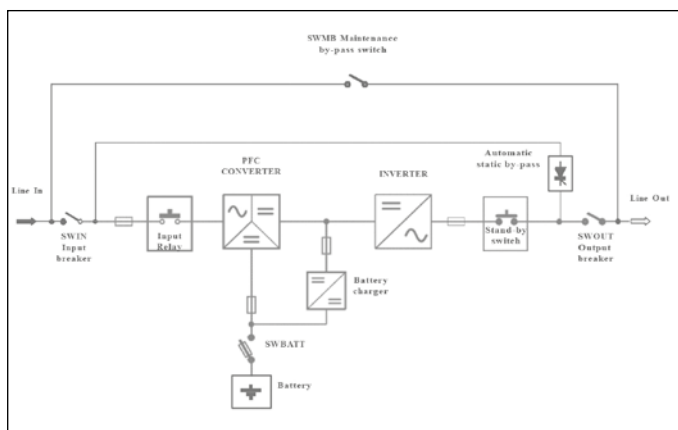 SWMB Maintenance
by-pass switch
Automatic
static by-pass
PFC
CONVERTER
INVERTER
Line In
Line Out
SWIN
Input
breaker
Input
Relay
Stand-by
switch
SWOUT
Output
breaker
Battery
charger
SWBATT
Battery